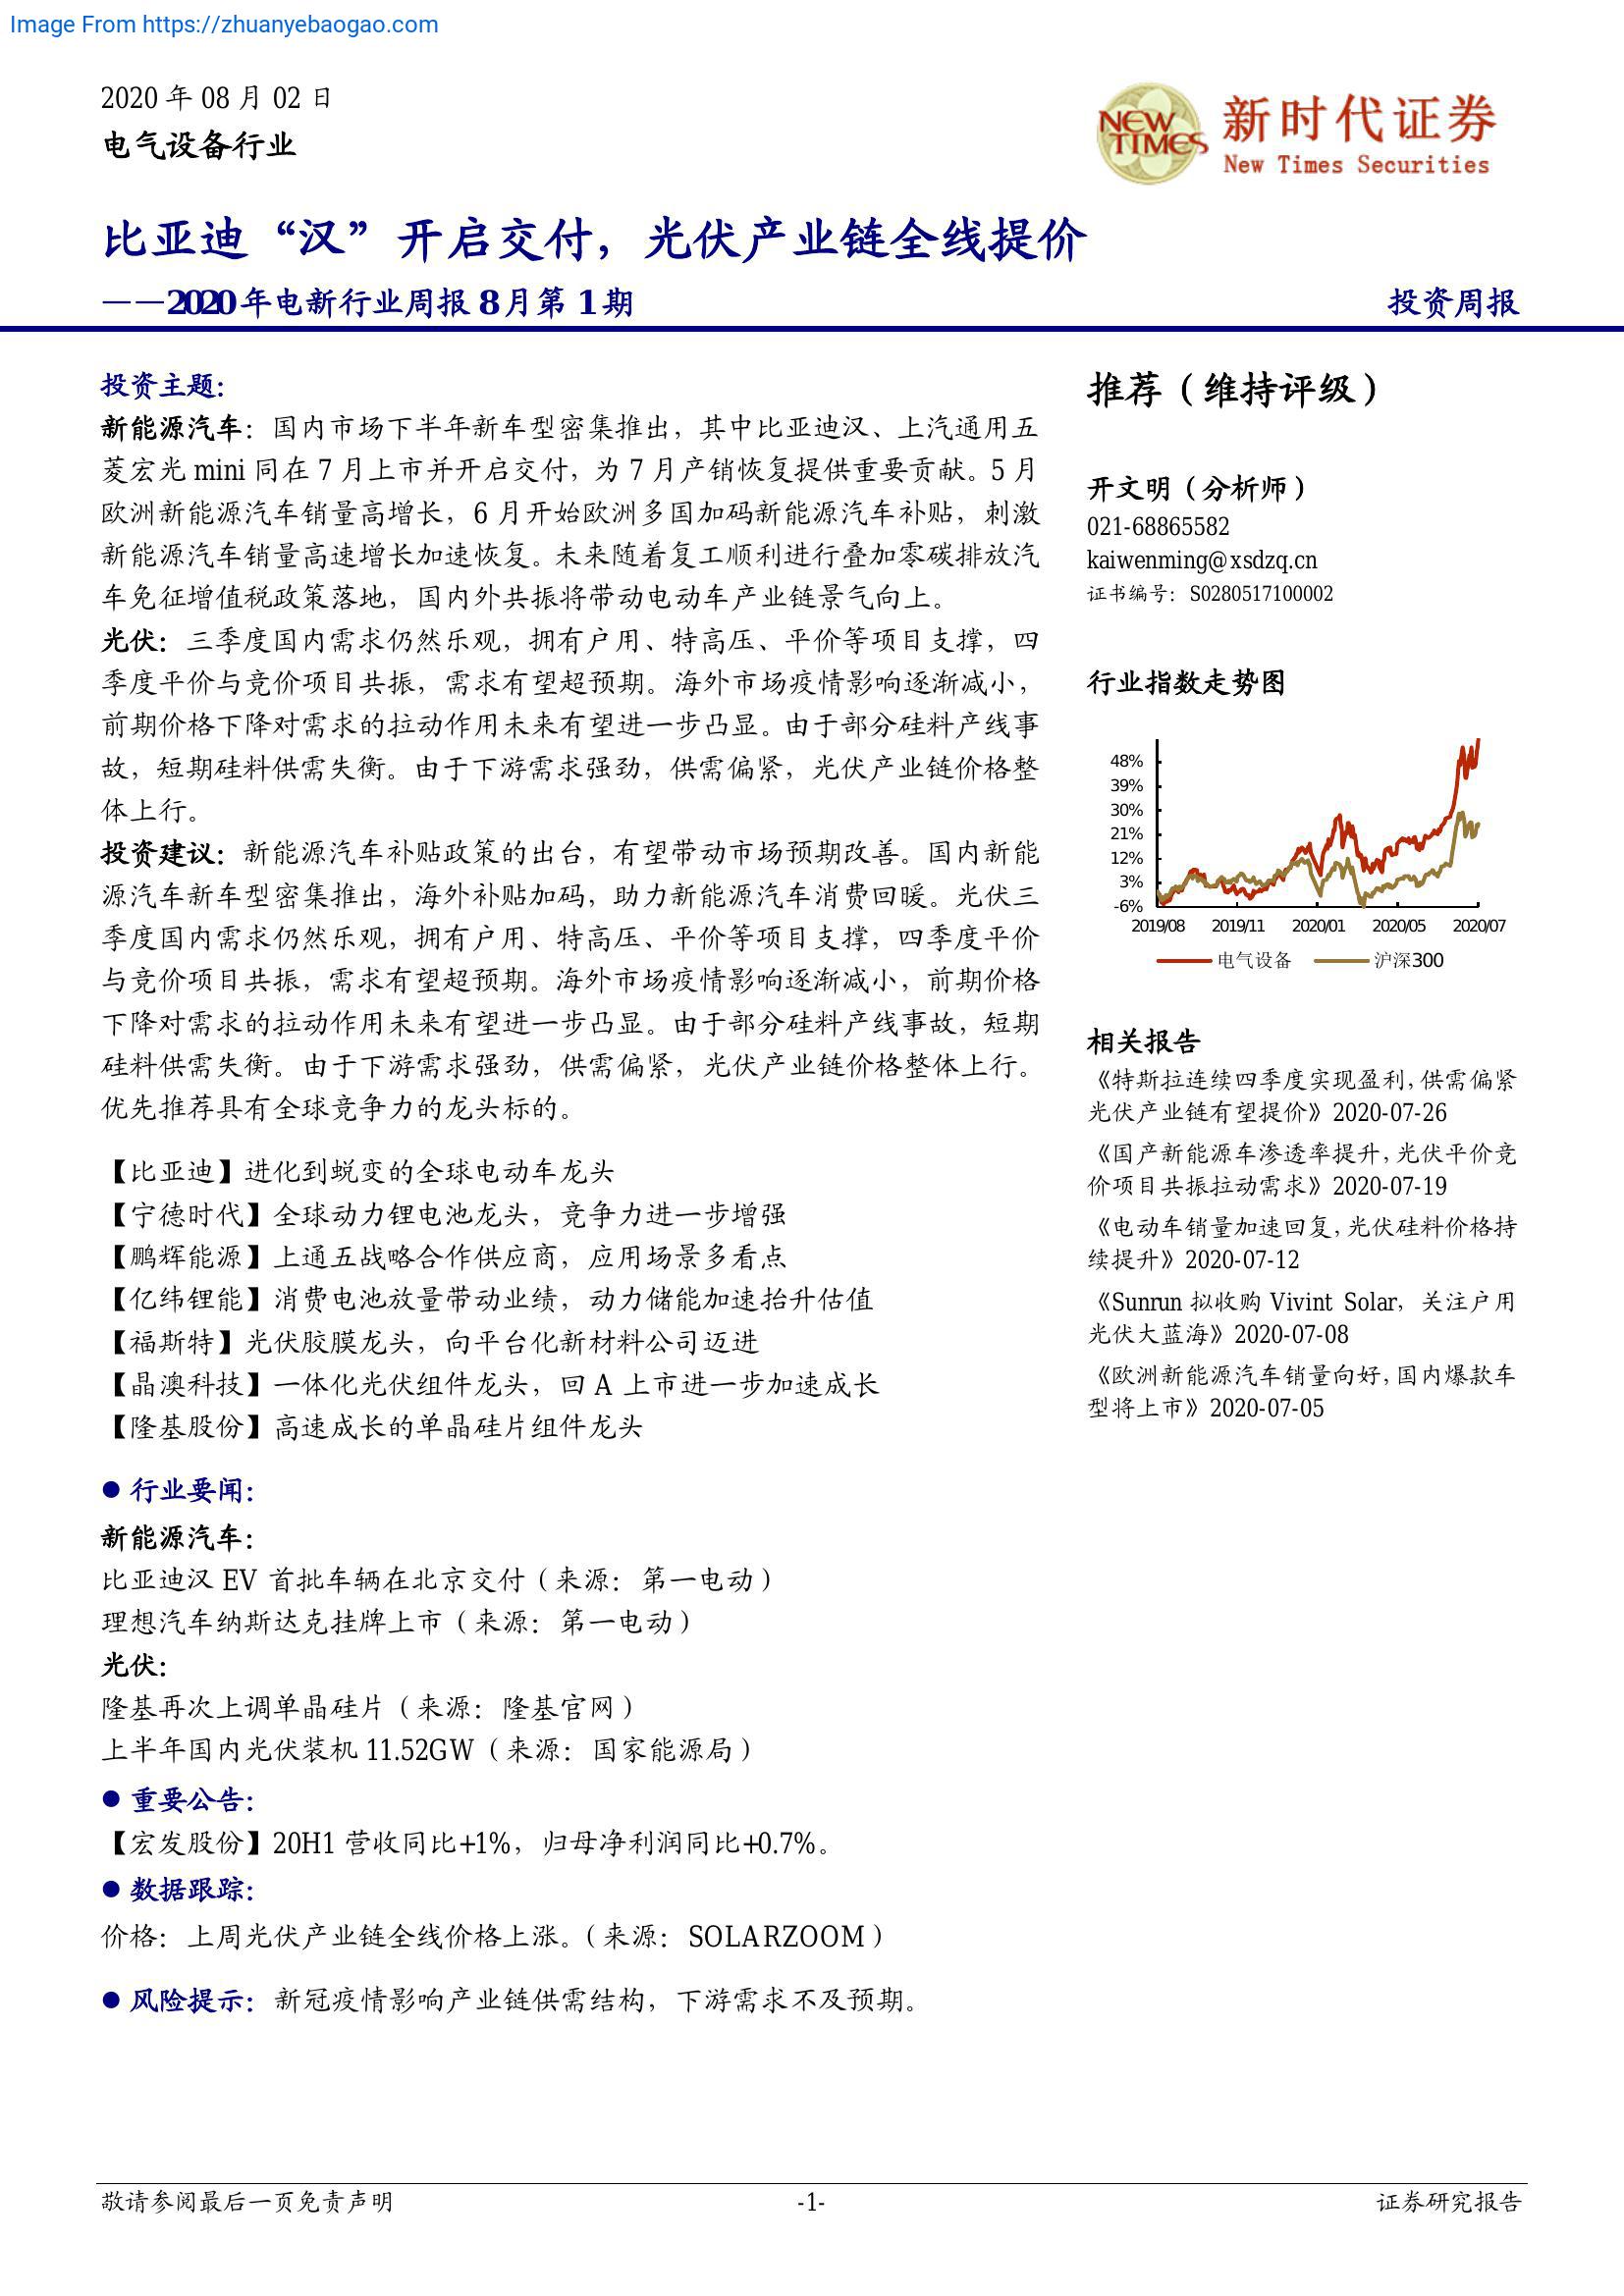 Image From https://zhuanyebaogao.com
2020 年 08 月 02 日
电气设备行业
NEW TIMES
新时代证券
New Times Securities
比亚迪“汉”开启交付，光伏产业链全线提价
——2020年电新行业周报 8月第 1期
投资周报
投资主题：
新能源汽车：国内市场下半年新车型密集推出，其中比亚迪汉、上汽通用五
菱宏光 mini 同在 7 月上市并开启交付，为 7 月产销恢复提供重要贡献。5 月
欧洲新能源汽车销量高增长，6 月开始欧洲多国加码新能源汽车补贴，刺激
新能源汽车销量高速增长加速恢复。未来随着复工顺利进行叠加零碳排放汽
车免征增值税政策落地，国内外共振将带动电动车产业链景气向上。
光伏：三季度国内需求仍然乐观，拥有户用、特高压、平价等项目支撑，四
季度平价与竞价项目共振，需求有望超预期。海外市场疫情影响逐渐减小，
前期价格下降对需求的拉动作用未来有望进一步凸显。由于部分硅料产线事
故，短期硅料供需失衡。由于下游需求强劲，供需偏紧，光伏产业链价格整
体上行。
投资建议：新能源汽车补贴政策的出台，有望带动市场预期改善。国内新能
源汽车新车型密集推出，海外补贴加码，助力新能源汽车消费回暖。光伏三
季度国内需求仍然乐观，拥有户用、特高压、平价等项目支撑，四季度平价
与竞价项目共振，需求有望超预期。海外市场疫情影响逐渐减小，前期价格
下降对需求的拉动作用未来有望进一步凸显。由于部分硅料产线事故，短期
硅料供需失衡。由于下游需求强劲，供需偏紧，光伏产业链价格整体上行。
优先推荐具有全球竞争力的龙头标的。
【比亚迪】进化到蜕变的全球电动车龙头
【宁德时代】全球动力锂电池龙头，竞争力进一步增强
【鹏辉能源】上通五战略合作供应商，应用场景多看点
【亿纬锂能】消费电池放量带动业绩，动力储能加速抬升估值
【福斯特】光伏胶膜龙头，向平台化新材料公司迈进
【晶澳科技】一体化光伏组件龙头，回 A 上市进一步加速成长
【隆基股份】高速成长的单晶硅片组件龙头
● 行业要闻：
新能源汽车：
比亚迪汉 EV 首批车辆在北京交付（来源：第一电动）
理想汽车纳斯达克挂牌上市（来源：第一电动）
光伏：
隆基再次上调单晶硅片（来源：隆基官网）
上半年国内光伏装机 11.52GW（来源：国家能源局）
● 重要公告：
【宏发股份】20H1 营收同比+1%，归母净利润同比+0.7%。
● 数据跟踪：
价格：上周光伏产业链全线价格上涨。（来源：SOLARZOOM）
● 风险提示：新冠疫情影响产业链供需结构，下游需求不及预期。
推荐（维持评级）
开文明（分析师）
021-68865582
kaiwenming@xsdzq.cn
证书编号：S0280517100002
行业指数走势图
48%
39%
30%
21%
12%
3%
-6%
2019/08 2019/11 2020/01 2020/05 2020/07
电气设备 沪深300
相关报告
《特斯拉连续四季度实现盈利，供需偏紧
光伏产业链有望提价》2020-07-26
《国产新能源车渗透率提升，光伏平价竞
价项目共振拉动需求》2020-07-19
《电动车销量加速回复，光伏硅料价格持
续提升》2020-07-12
《Sunrun 拟收购 Vivint Solar，关注户用
光伏大蓝海》2020-07-08
《欧洲新能源汽车销量向好，国内爆款车
型将上市》2020-07-05
敬请参阅最后一页免责声明
-1-
证券研究报告